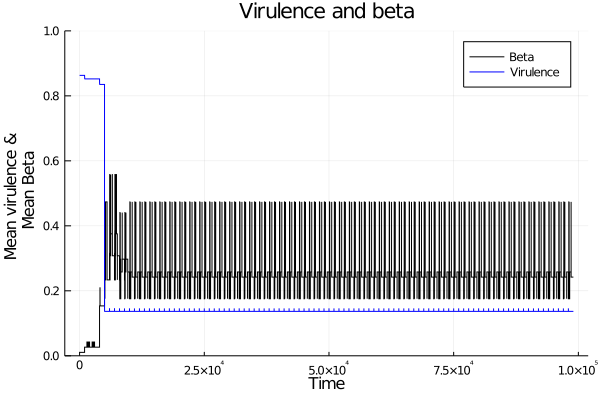 Virulence and beta
Mean virulence &
Mean Beta
1.0
0.8
0.6
0.4
0.2
0.0
Beta
Virulence
0
2.5×10⁴
5.0×10⁴
7.5×10⁴
1.0×10⁵
Time